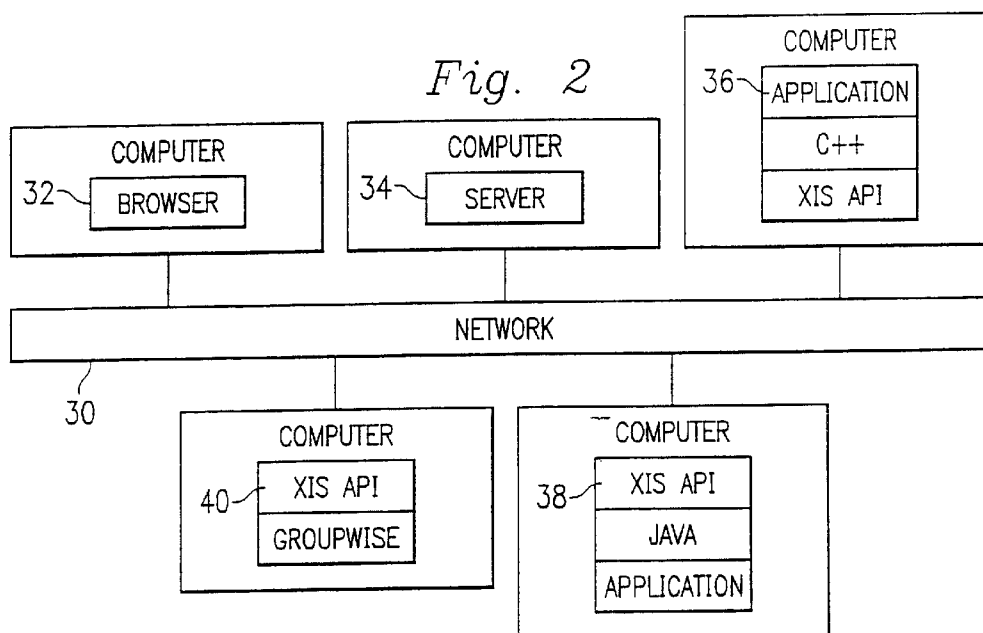 Fig. 2
COMPUTER
32
BROWSER
COMPUTER
34
SERVER
COMPUTER
36
APPLICATION
C++
XIS API
NETWORK
30
COMPUTER
40
XIS API
GROUPWISE
COMPUTER
38
XIS API
JAVA
APPLICATION